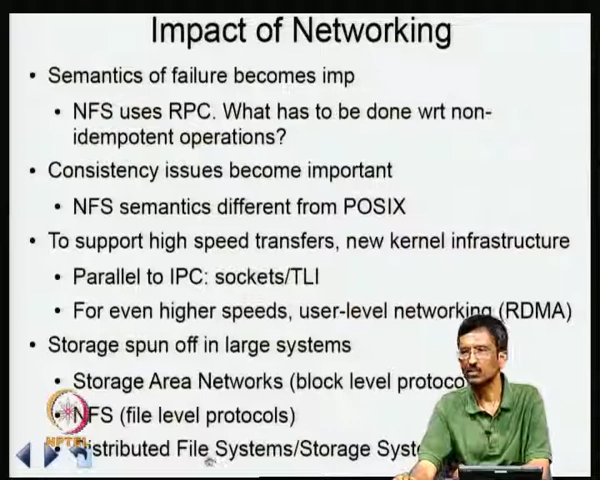 Impact of Networking
• Semantics of failure becomes imp
• NFS uses RPC. What has to be done wrt non-
idempotent operations?
• Consistency issues become important
• NFS semantics different from POSIX
• To support high speed transfers, new kernel infrastructure
• Parallel to IPC: sockets/TLI
• For even higher speeds, user-level networking (RDMA)
• Storage spun off in large systems
• Storage Area Networks (block level protoco
• NFS (file level protocols)
NPTEL
• istributed File Systems/Storage Syst